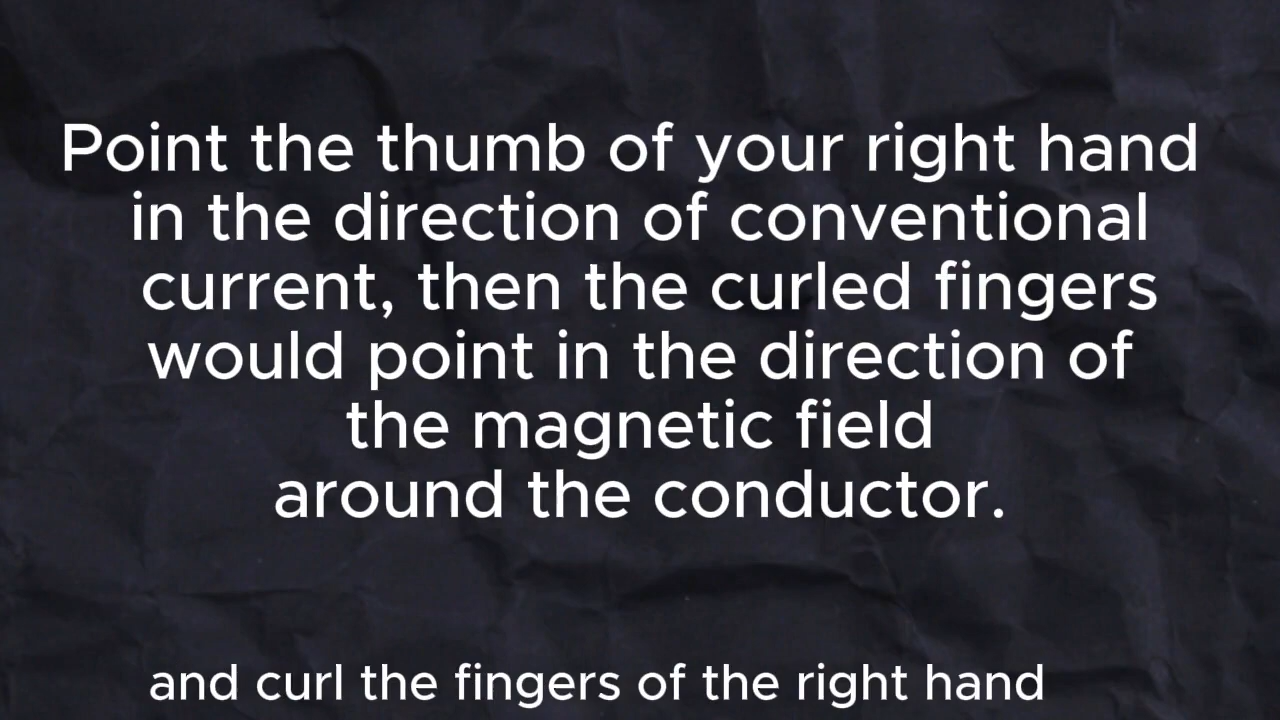 Point the thumb of your right hand
in the direction of conventional
current, then the curled fingers
would point in the direction of
the magnetic field
around the conductor.
and curl the fingers of the right hand